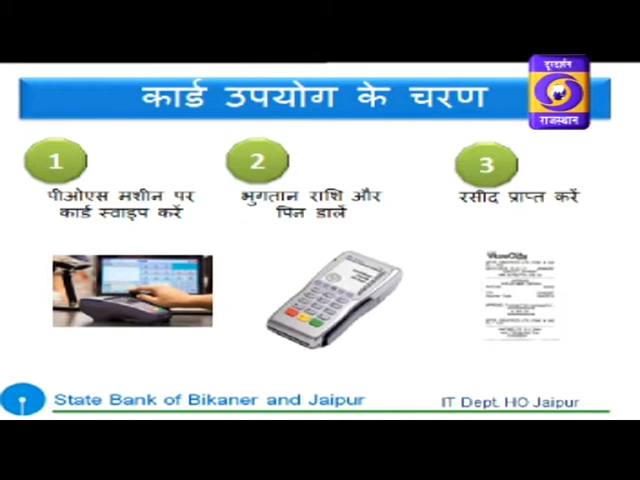 दूरदर्शन
राजस्थान
कार्ड उपयोग के चरण
1
पीओएस मशीन पर
कार्ड स्वाइप करें
2
भुगतान राशि और
पिन डालें
3
रसीद प्राप्त करें
State Bank of Bikaner and Jaipur
IT Dept. HO Jaipur